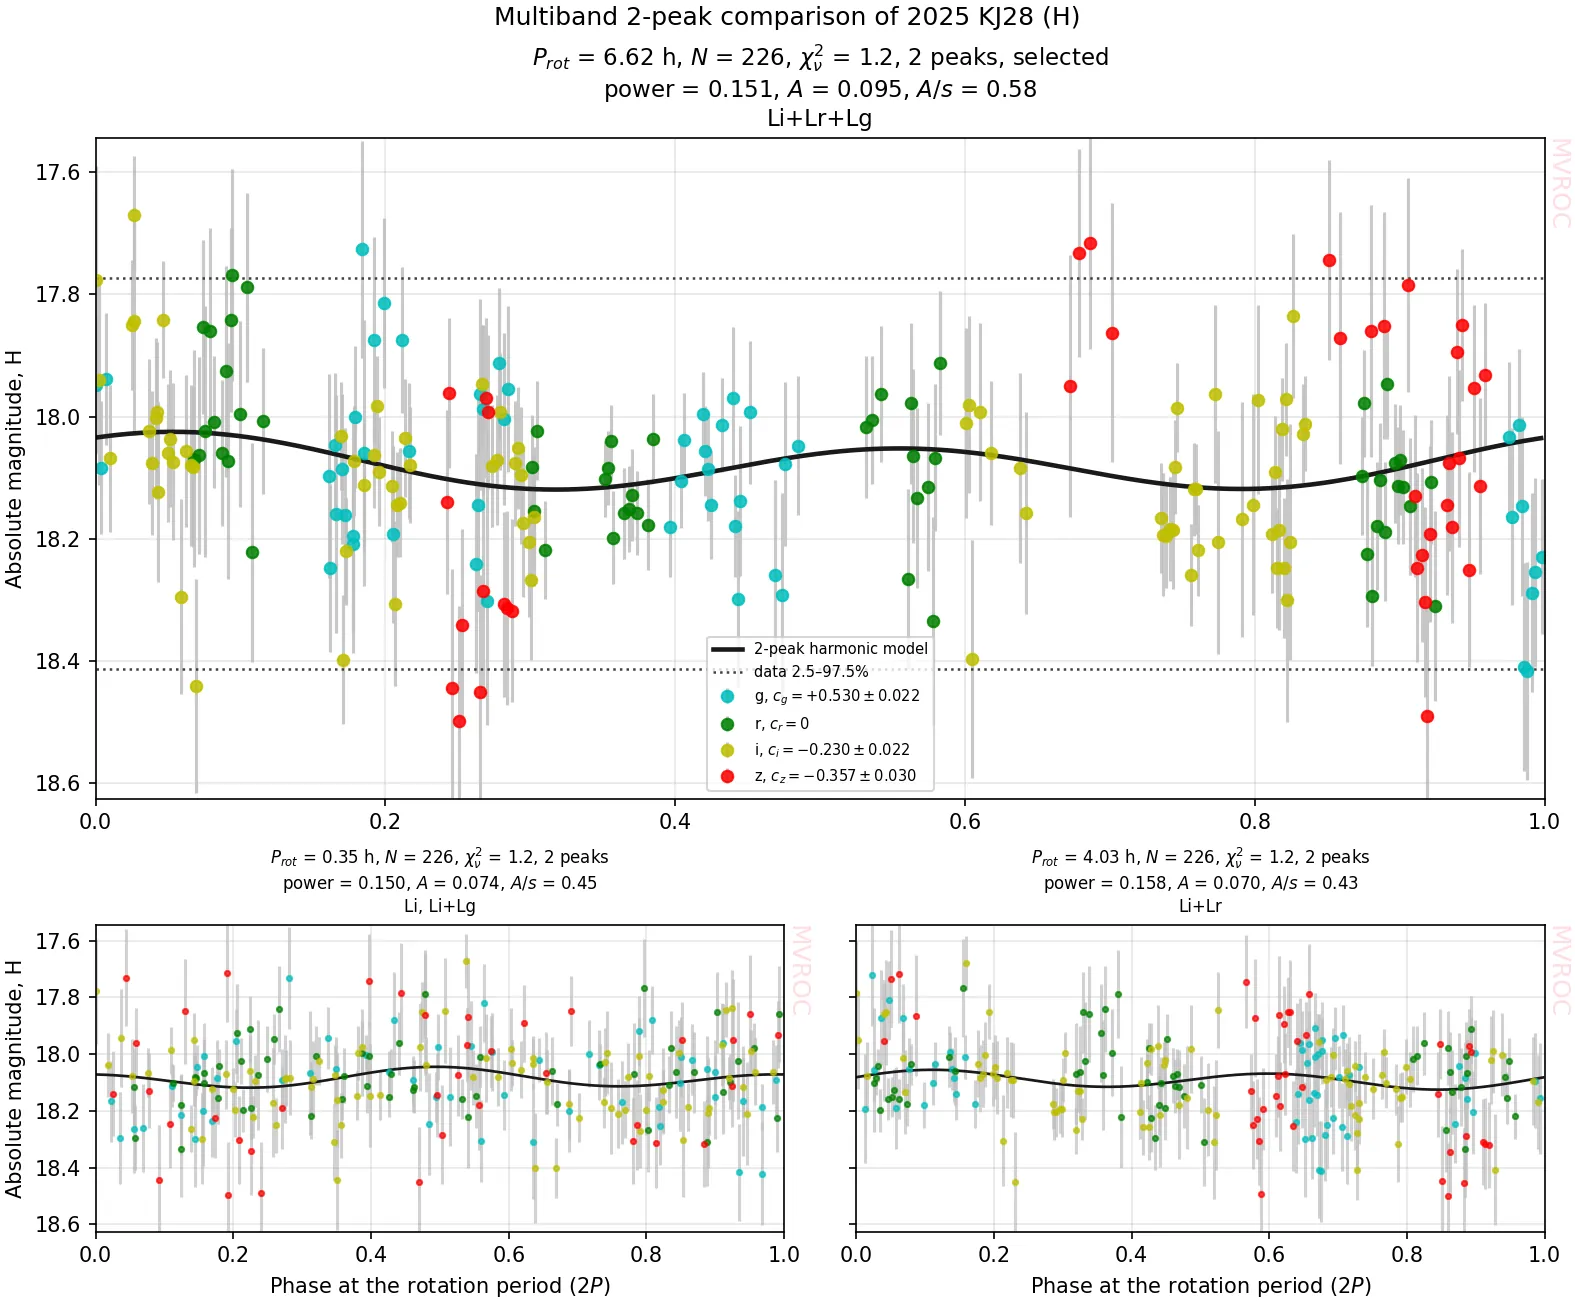 Multiband 2-peak comparison of 2025 KJ28 (H)
P_rot = 6.62 h, N = 226, χ²_ν = 1.2, 2 peaks, selected
power = 0.151, A = 0.095, A/s = 0.58
Li+Lr+Lg
MVROC
Absolute magnitude, H
17.6
17.8
18.0
18.2
18.4
18.6
2-peak harmonic model
data 2.5–97.5%
g, c_g = +0.530 ± 0.022
r, c_r = 0
i, c_i = −0.230 ± 0.022
z, c_z = −0.357 ± 0.030
0.0 0.2 0.4 0.6 0.8 1.0
P_rot = 0.35 h, N = 226, χ²_ν = 1.2, 2 peaks
power = 0.150, A = 0.074, A/s = 0.45
Li, Li+Lg
MVROC
Absolute magnitude, H
17.6
17.8
18.0
18.2
18.4
18.6
0.0 0.2 0.4 0.6 0.8 1.0
Phase at the rotation period (2P)
P_rot = 4.03 h, N = 226, χ²_ν = 1.2, 2 peaks
power = 0.158, A = 0.070, A/s = 0.43
Li+Lr
MVROC
0.0 0.2 0.4 0.6 0.8 1.0
Phase at the rotation period (2P)